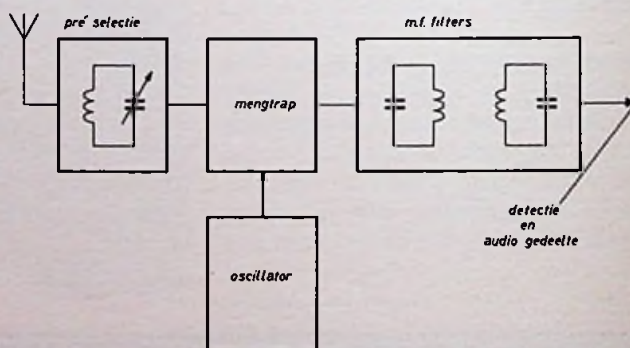 pré selectie
m.f. filters
mengtrap
oscillator
detectie
en
audio gedeelte